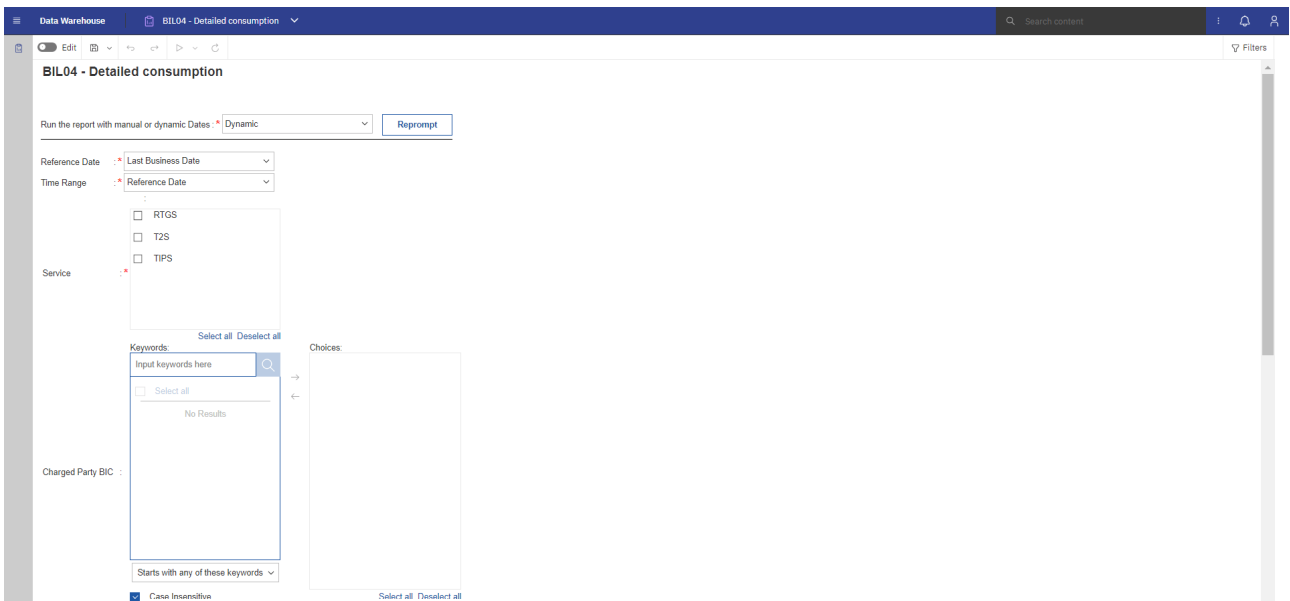 Data Warehouse
BIL04 - Detailed consumption
Search content
Edit
Filters
BIL04 - Detailed consumption
Run the report with manual or dynamic Dates : * Dynamic
Reprompt
Reference Date : * Last Business Date
Time Range : * Reference Date
:
RTGS
T2S
TIPS
Service : *
Select all Deselect all
Keywords:
Choices:
Input keywords here
Select all
No Results
Charged Party BIC :
Starts with any of these keywords
Case Insensitive
Select all Deselect all